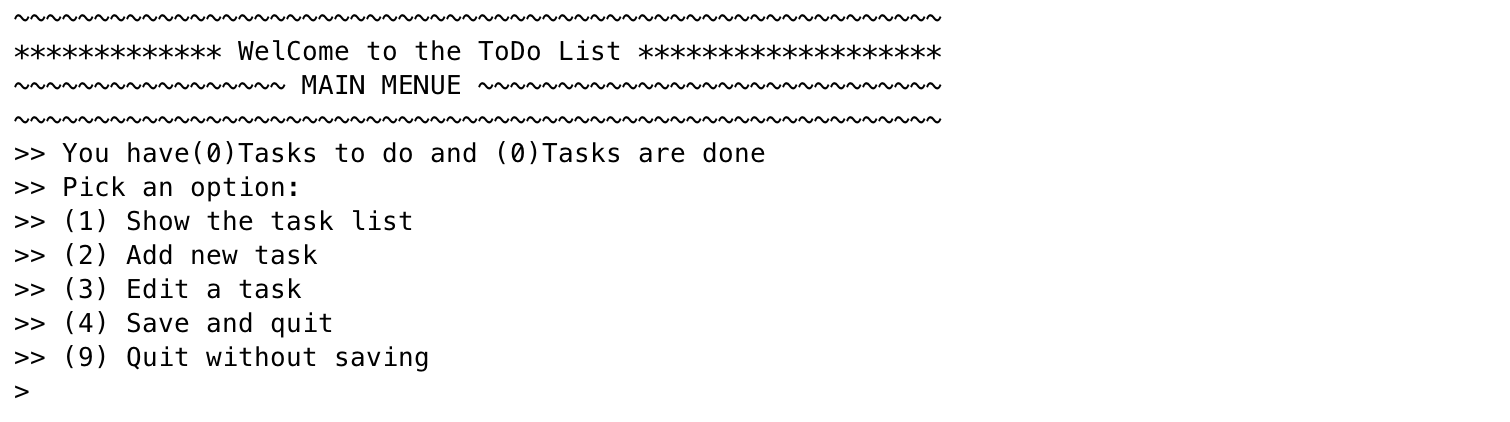 ~~~~~~~~~~~~~~~~~~~~~~~~~~~~~~~~~~~~~~~~~~~~~~~~~~~~~~~~~~
************* WelCome to the ToDo List *******************
~~~~~~~~~~~~~~~~~ MAIN MENUE ~~~~~~~~~~~~~~~~~~~~~~~~~~~~~
~~~~~~~~~~~~~~~~~~~~~~~~~~~~~~~~~~~~~~~~~~~~~~~~~~~~~~~~~~
>> You have(0)Tasks to do and (0)Tasks are done
>> Pick an option:
>> (1) Show the task list
>> (2) Add new task
>> (3) Edit a task
>> (4) Save and quit
>> (9) Quit without saving
>